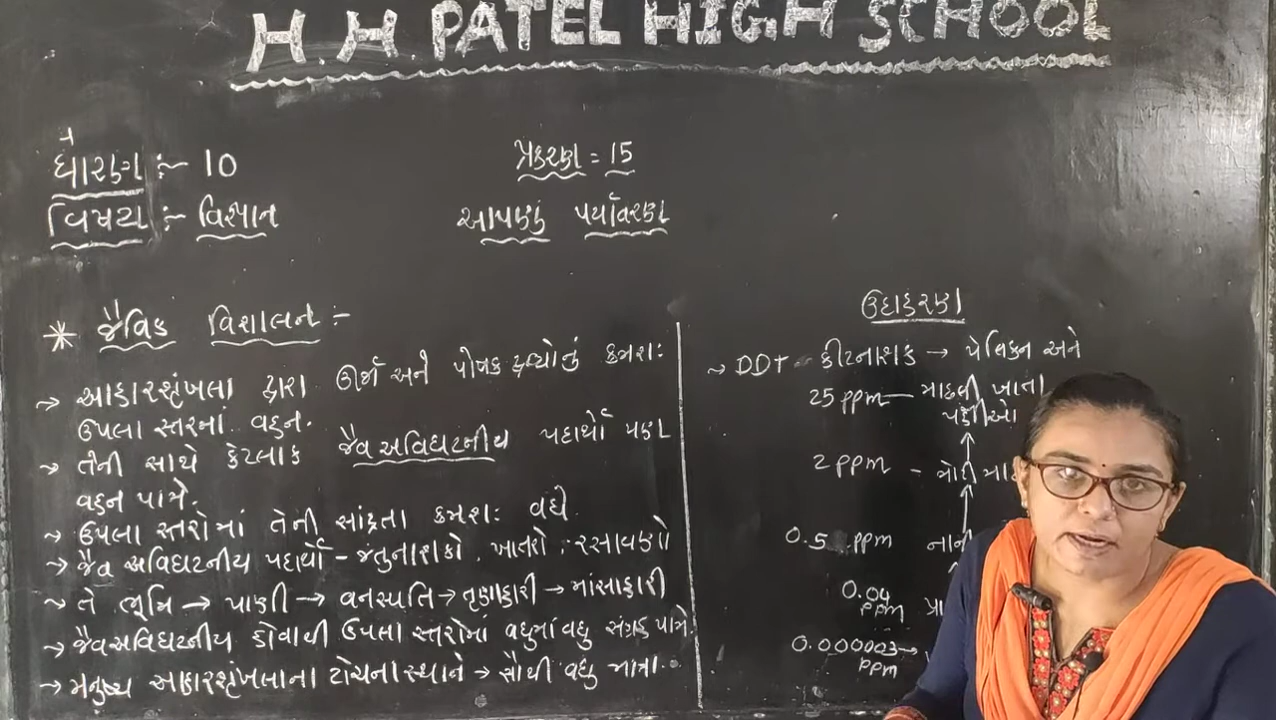 H.H PATEL HIGH SCHOOL
ધોરણ :- 10
પ્રકરણ = 15
વિષય :- વિજ્ઞાન
આપણું પર્યાવરણ
* જૈવિક વિશાલન :-
→ આહારશૃંખલા દ્વારા ઊર્જા અને પોષક દ્રવ્યોનું ક્રમશઃ
ઉપલા સ્તરમાં વહન.
→ તેની સાથે કેટલાક જૈવ અવિઘટનીય પદાર્થો પણ
વહન પામે.
→ ઉપલા સ્તરોમાં તેની સાંદ્રતા ક્રમશઃ વધે.
→ જૈવ અવિઘટનીય પદાર્થો - જંતુનાશકો, ખાતરો, રસાયણો
→ તે ભૂમિ → પાણી → વનસ્પતિ → તૃણાહારી → માંસાહારી
→ જૈવઅવિઘટનીય હોવાથી ઉપલા સ્તરોમાં વધુમાં વધુ સંગ્રહ પામે.
→ મનુષ્ય આહારશૃંખલાના ટોચના સ્થાને → સૌથી વધુ માત્રા.
ઉદાહરણ
→ DDT - કીટનાશક → પેલિકન અને
25 ppm — માછલી ખાતા
પક્ષીઓ
2 ppm - મોટી
0.5 ppm નાની
0.04
ppm
0.000003 →
ppm